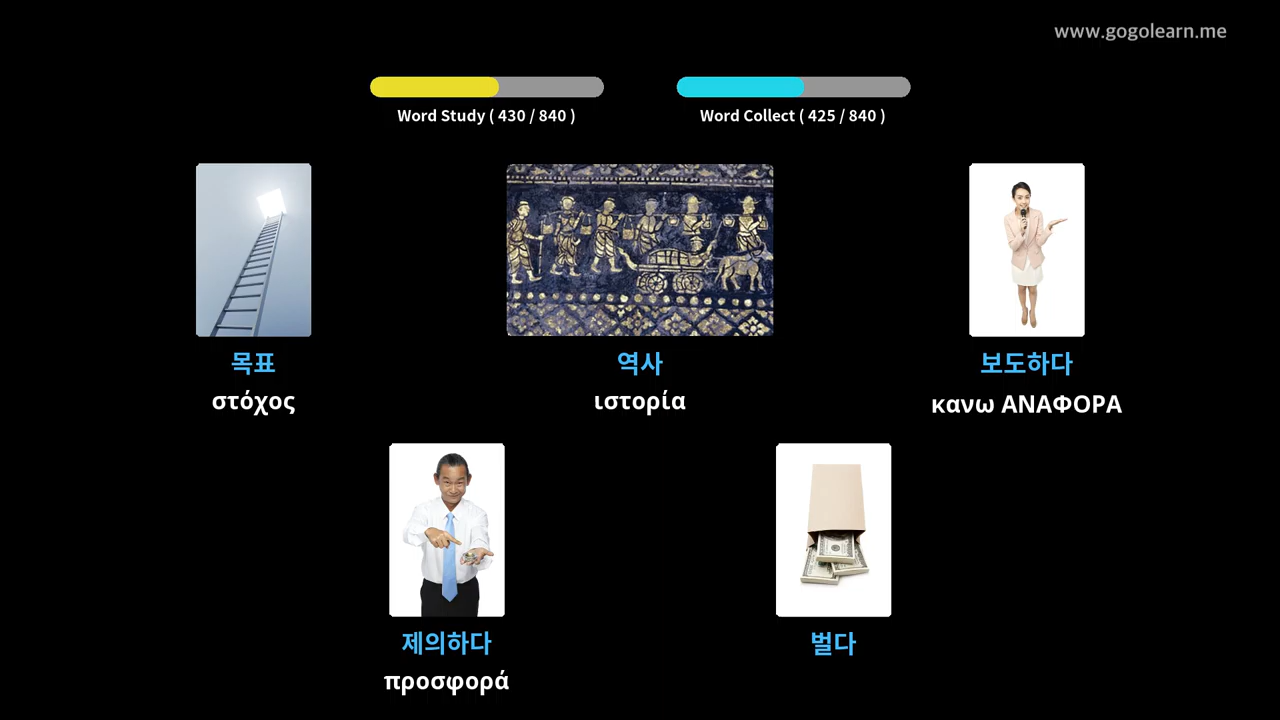 www.gogolearn.me
Word Study ( 430 / 840 )
Word Collect ( 425 / 840 )
목표
στόχος
역사
ιστορία
보도하다
κανω ΑΝΑΦΟΡΑ
제의하다
προσφορά
벌다